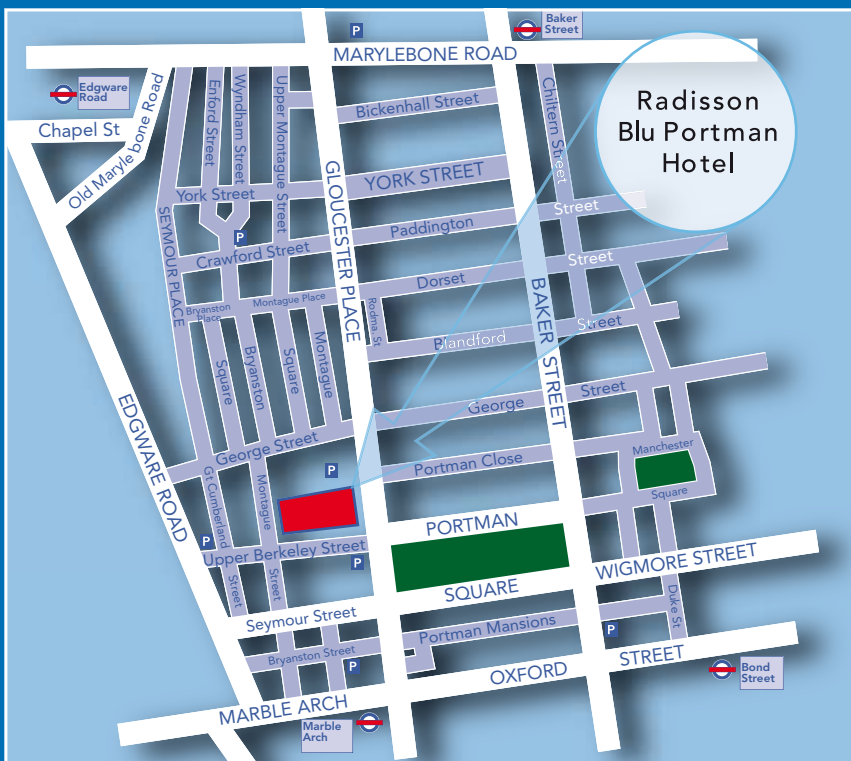 P
Baker
Street
MARYLEBONE ROAD
Edgware
Road
Chapel St
Old Maryle bone Road
Enford Street
Wyndham Street
Upper Montague Street
Bickenhall Street
Chiltern Street
Radisson
Blu Portman
Hotel
GLOUCESTER PLACE
YORK STREET
York Street
SEYMOUR PLACE
P
Crawford Street
Paddington
Street
Dorset
Street
Bryanston
Place
Montague Place
Rodma. St
BAKER STREET
Blandford
Street
Square
Bryanston
Square
Montague
George
Street
EDGWARE ROAD
George Street
P
Portman Close
Manchester
Square
Gt Cumberland
Street
Montague
Street
P
Upper Berkeley Street
P
PORTMAN
SQUARE
WIGMORE STREET
Seymour Street
Duke St
Portman Mansions
P
Bryanston Street
P
OXFORD
STREET
Bond
Street
MARBLE ARCH
Marble
Arch